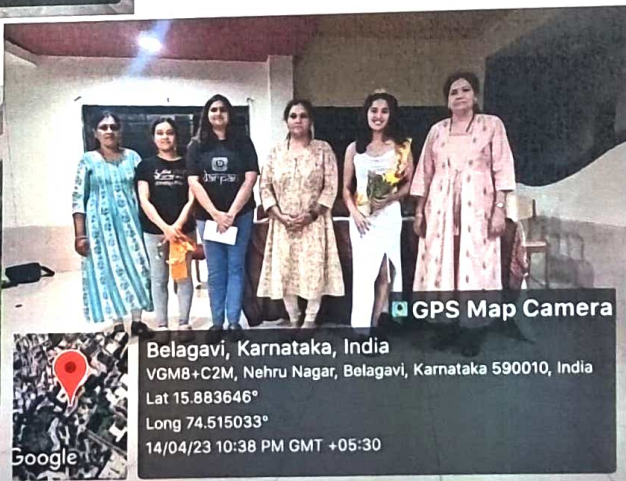 darpan
GPS Map Camera
Belagavi, Karnataka, India
VGM8+C2M, Nehru Nagar, Belagavi, Karnataka 590010, India
Lat 15.883646°
Long 74.515033°
14/04/23 10:38 PM GMT +05:30
Google